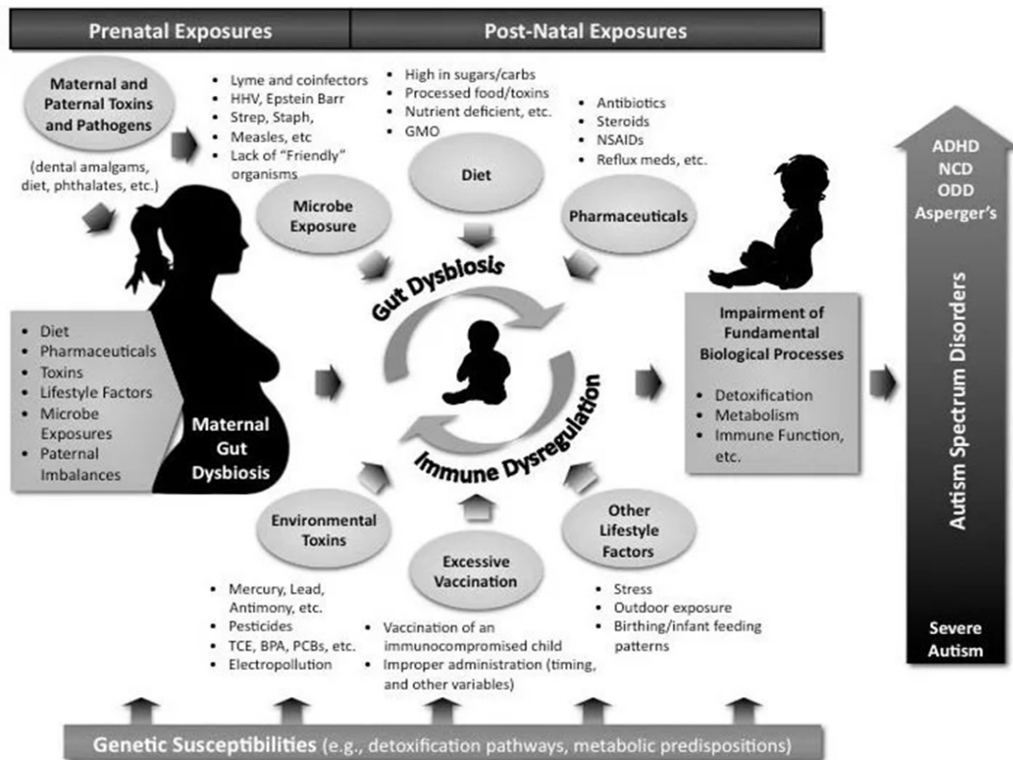 Prenatal Exposures
Post-Natal Exposures
Maternal and
Paternal Toxins
and Pathogens
(dental amalgams,
diet, phthalates, etc.)
• Lyme and coinfectors
• HHV, Epstein Barr
• Strep, Staph,
• Measles, etc
• Lack of “Friendly”
organisms
Microbe
Exposure
• High in sugars/carbs
• Processed food/toxins
• Nutrient deficient, etc.
• GMO
Diet
• Antibiotics
• Steroids
• NSAIDs
• Reflux meds, etc.
Pharmaceuticals
• Diet
• Pharmaceuticals
• Toxins
• Lifestyle Factors
• Microbe
Exposures
• Paternal
Imbalances
Maternal
Gut
Dysbiosis
Gut Dysbiosis
Immune Dysregulation
Impairment of
Fundamental
Biological Processes
• Detoxification
• Metabolism
• Immune Function,
etc.
ADHD
NCD
ODD
Asperger’s
Autism Spectrum Disorders
Severe
Autism
Environmental
Toxins
• Mercury, Lead,
Antimony, etc.
• Pesticides
• TCE, BPA, PCBs, etc.
• Electropollution
Excessive
Vaccination
• Vaccination of an
immunocompromised child
• Improper administration (timing,
and other variables)
Other
Lifestyle
Factors
• Stress
• Outdoor exposure
• Birthing/infant feeding
patterns
Genetic Susceptibilities (e.g., detoxification pathways, metabolic predispositions)